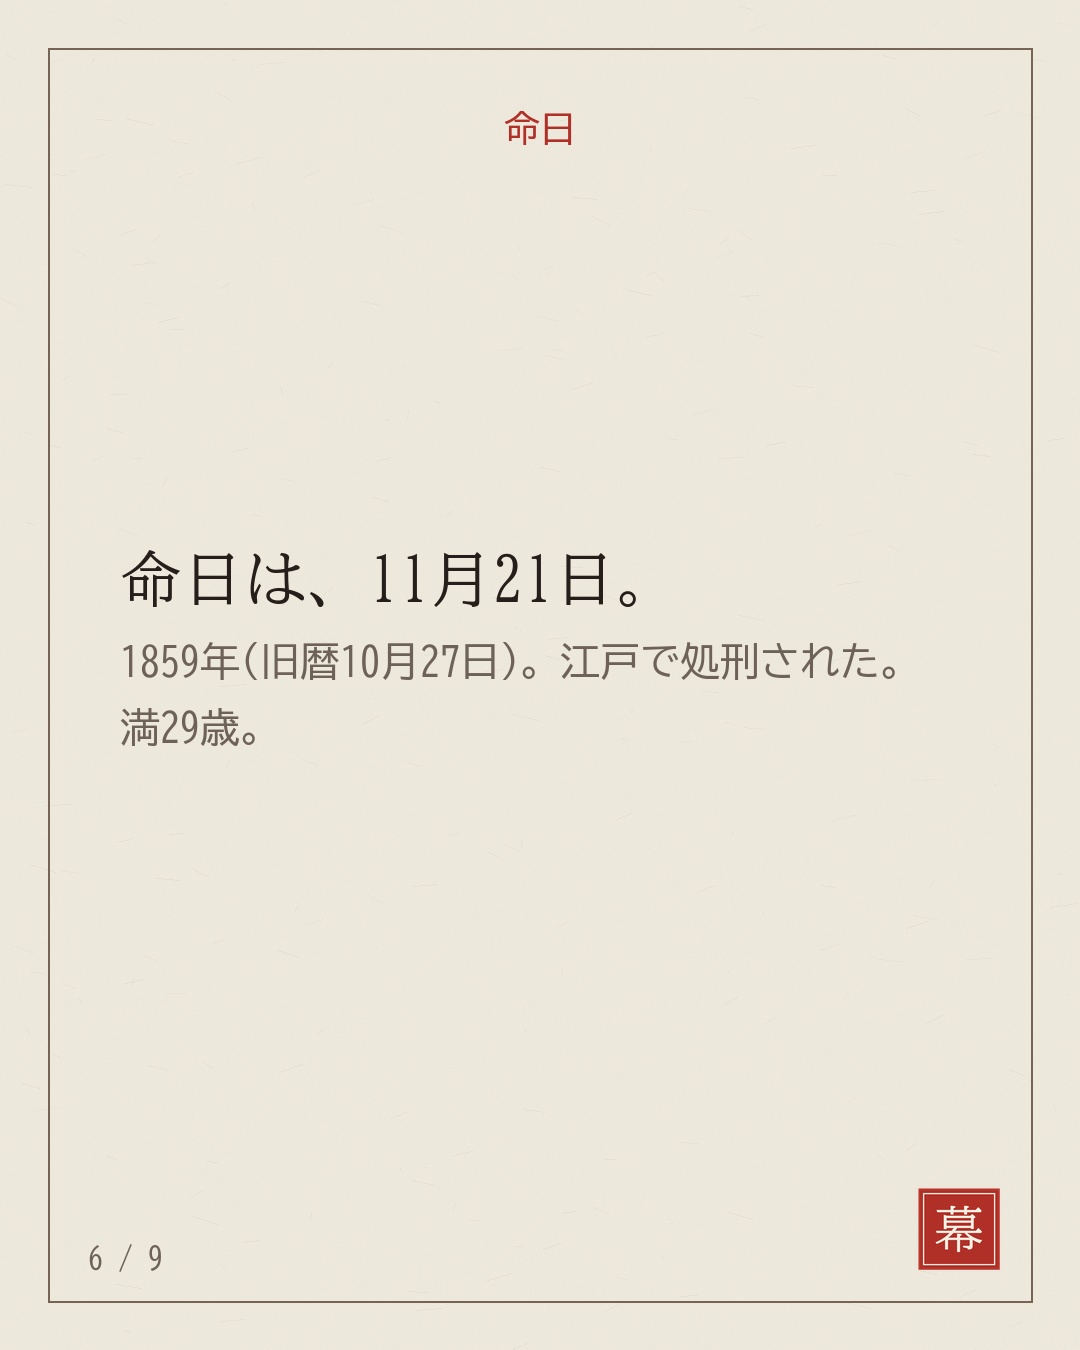 命日
命日は、11月21日。
1859年(旧暦10月27日)。江戸で処刑された。
満29歳。
6 / 9
幕